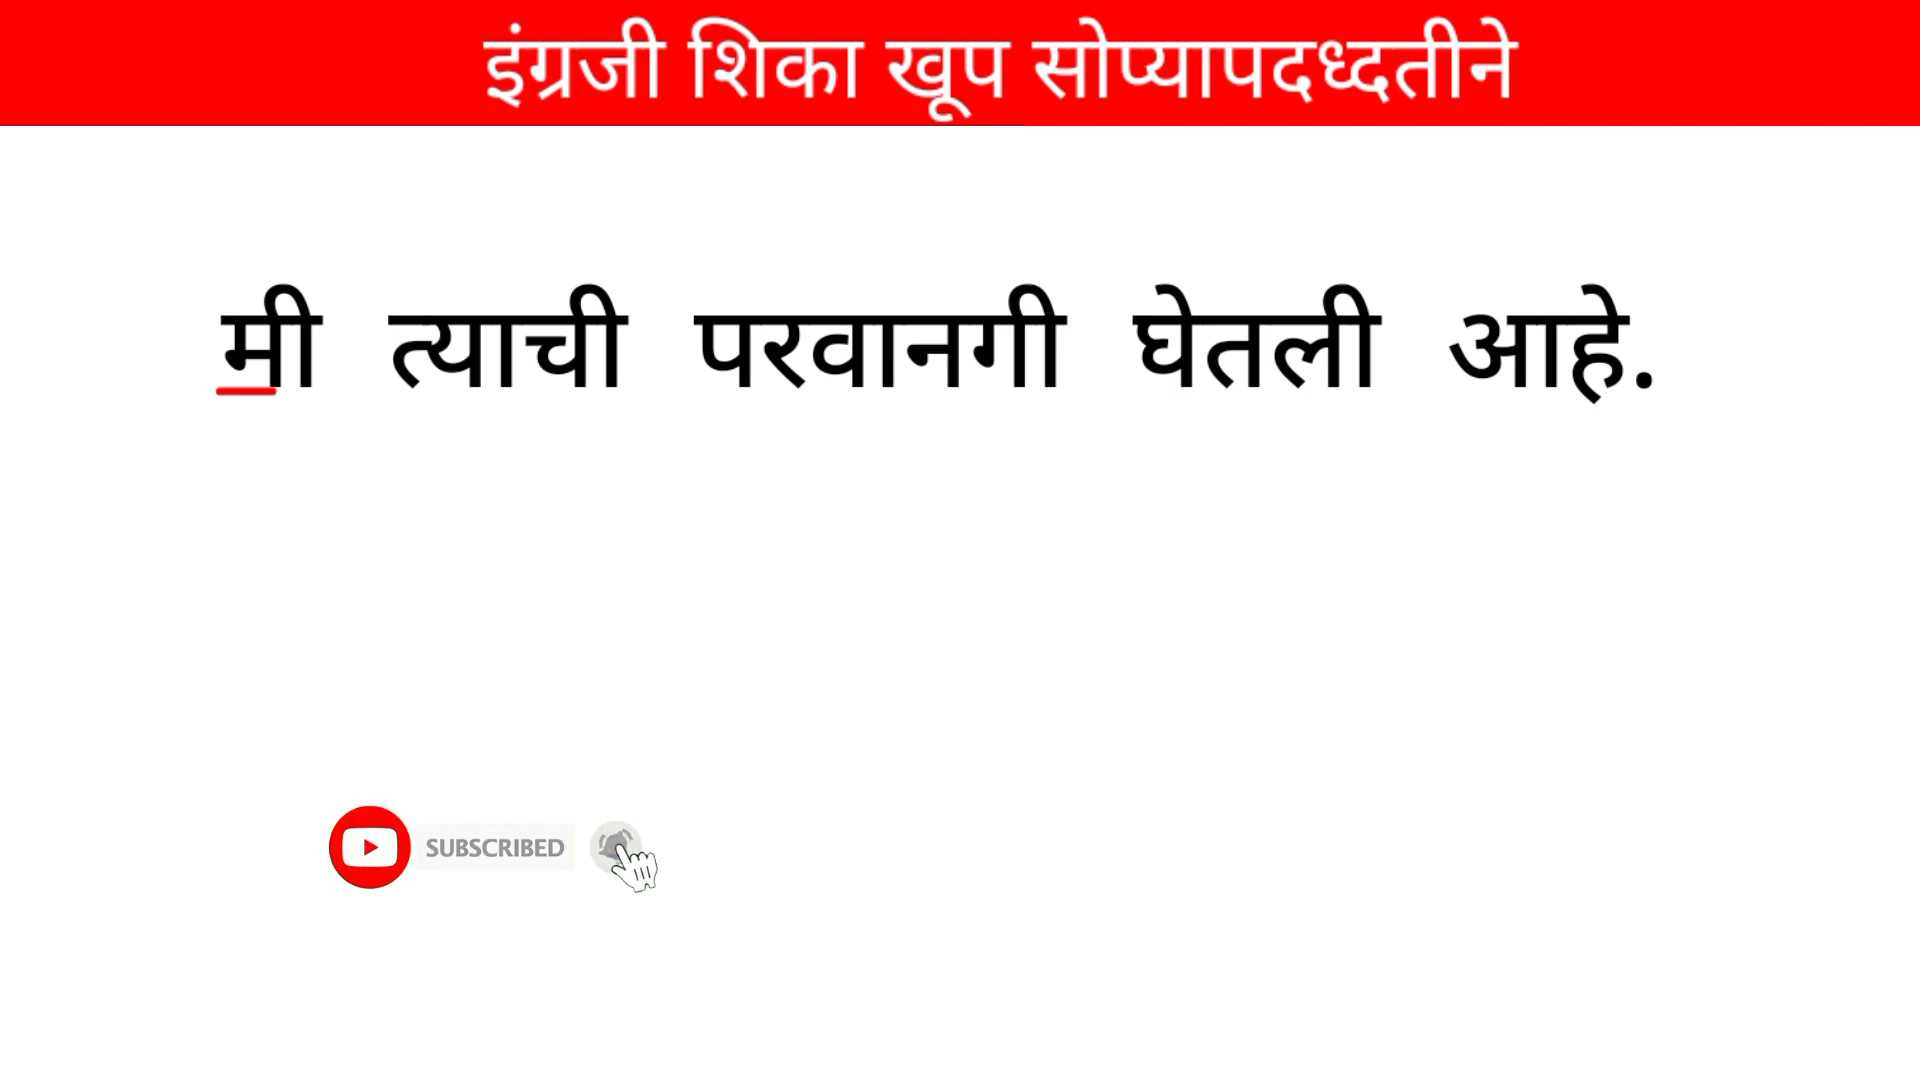 इंग्रजी शिका खूप सोप्यापदध्दतीने
मी त्याची परवानगी घेतली आहे.
SUBSCRIBED